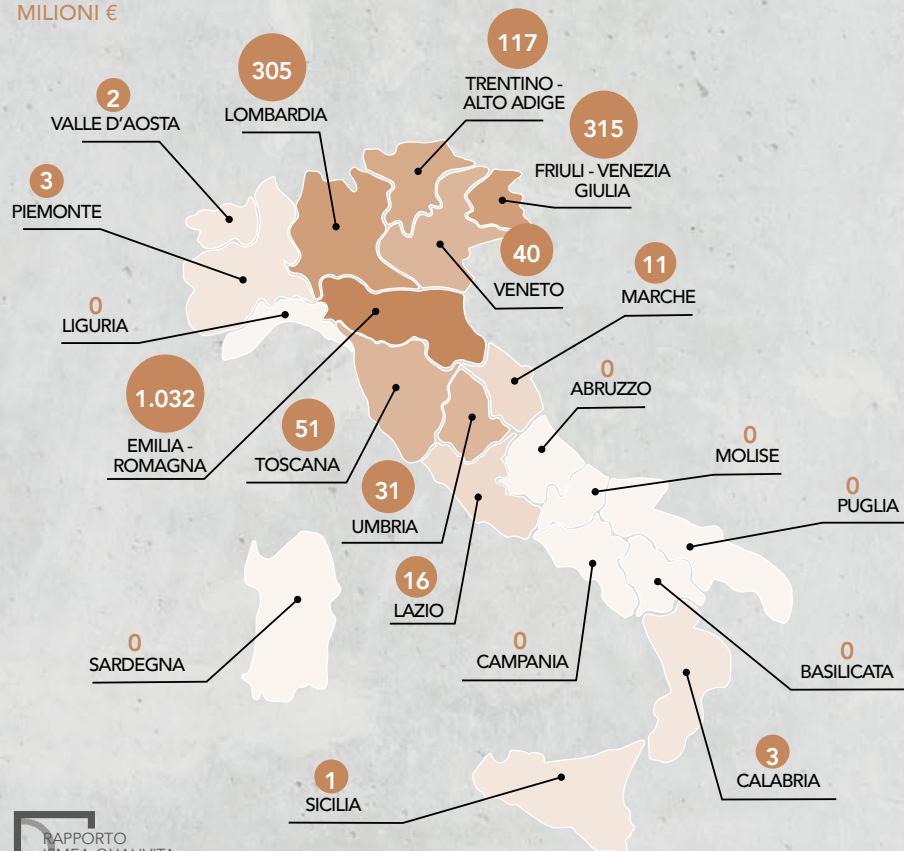 MILIONI €
117
TRENTINO -
ALTO ADIGE
305
LOMBARDIA
2
VALLE D'AOSTA
315
FRIULI - VENEZIA
GIULIA
3
PIEMONTE
40
VENETO
11
MARCHE
0
LIGURIA
0
ABRUZZO
1.032
EMILIA -
ROMAGNA
51
TOSCANA
0
MOLISE
31
UMBRIA
0
PUGLIA
16
LAZIO
0
SARDEGNA
0
CAMPANIA
0
BASILICATA
3
CALABRIA
1
SICILIA
RAPPORTO